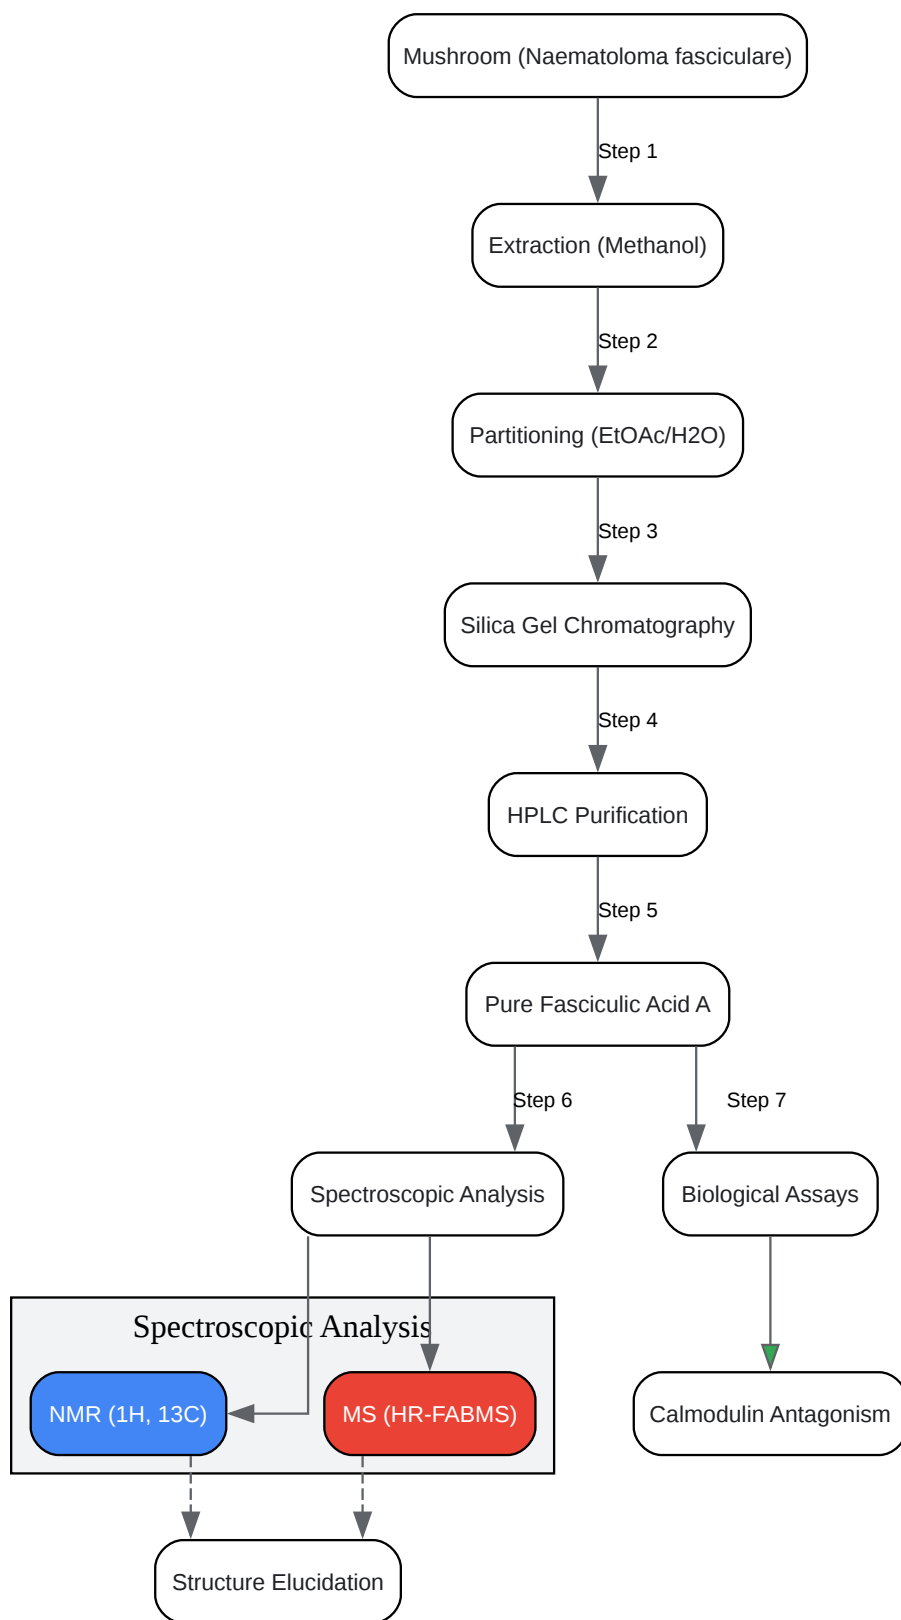 Mushroom (Naematoloma fasciculare)
Step 1
Extraction (Methanol)
Step 2
Partitioning (EtOAc/H2O)
Step 3
Silica Gel Chromatography
Step 4
HPLC Purification
Step 5
Pure Fasciculic Acid A
Step 6
Step 7
Spectroscopic Analysis
Biological Assays
Spectroscopic Analysis
NMR (1H, 13C)
MS (HR-FABMS)
Calmodulin Antagonism
Structure Elucidation